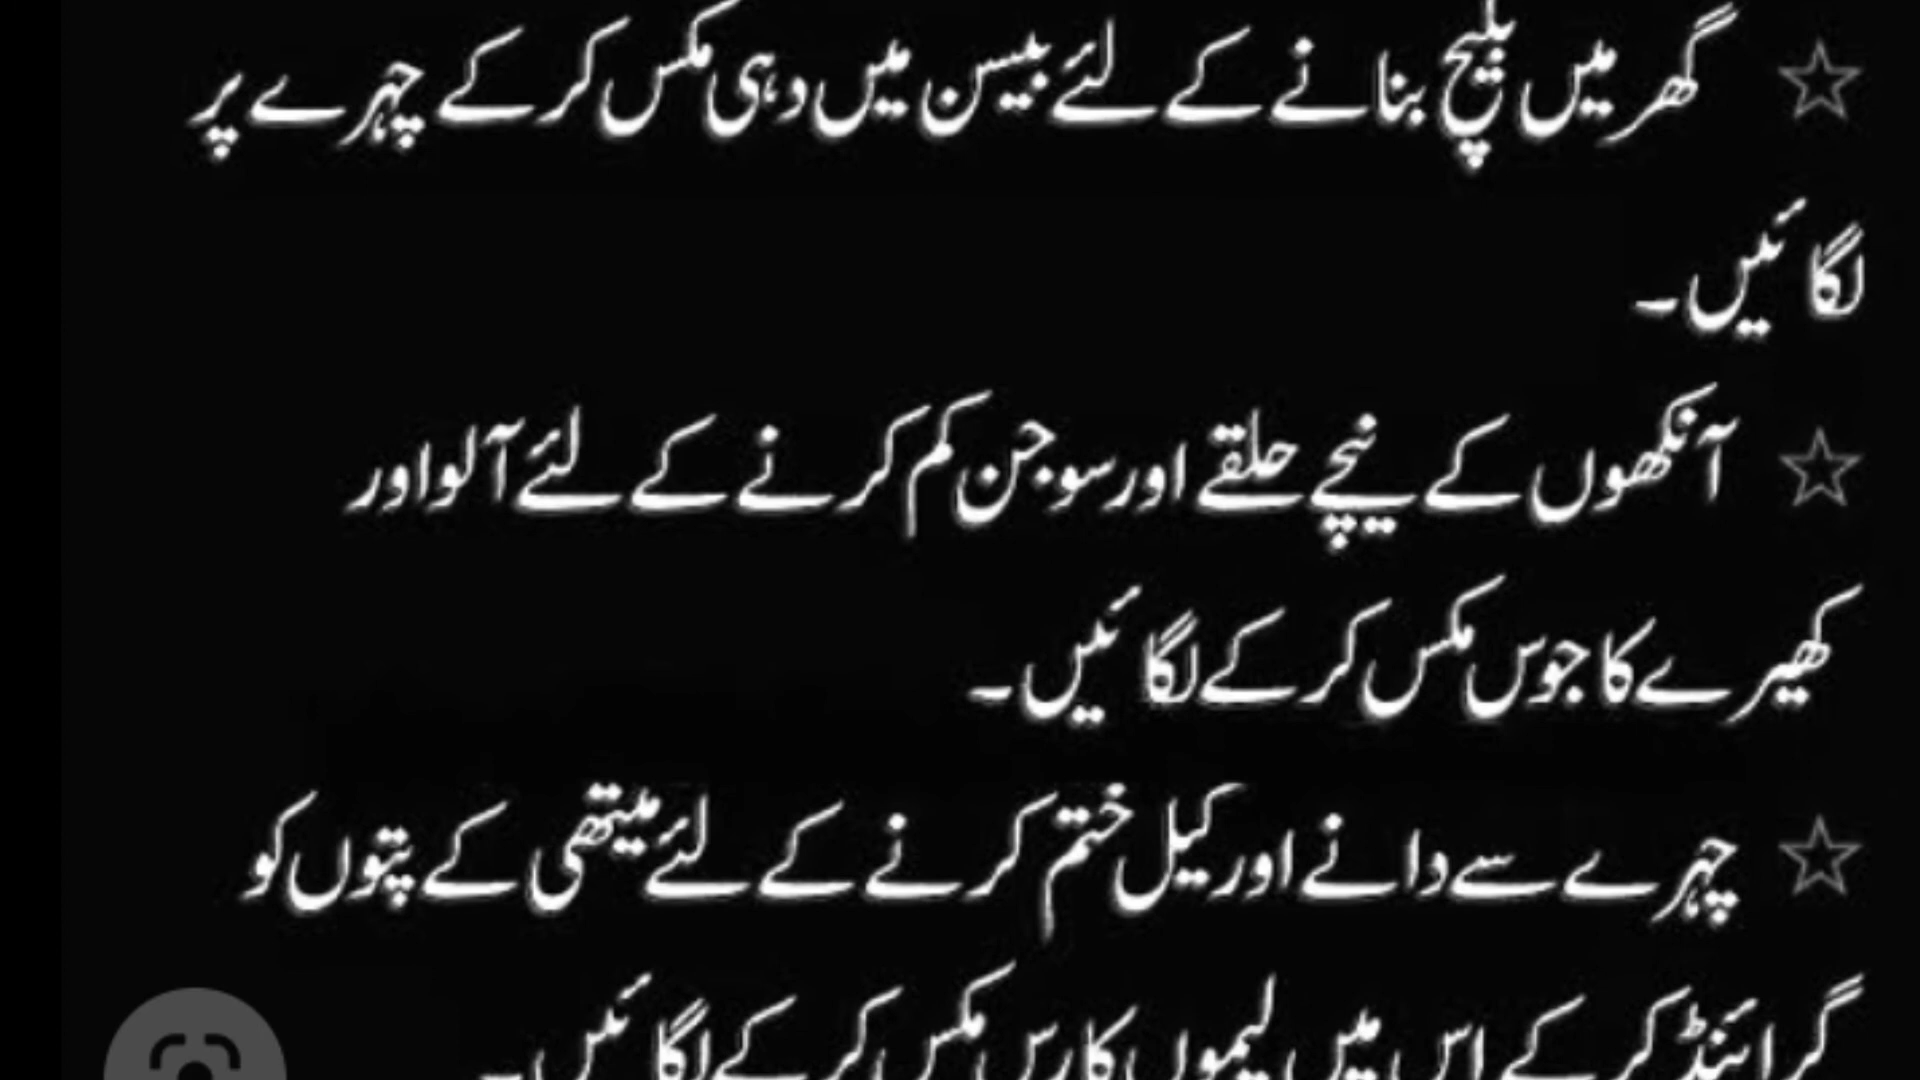 ☆ گھر میں بلیچ بنانے کے لئے بیسن میں دہی مکس کر کے چہرے پر
لگائیں۔
☆ آنکھوں کے نیچے حلقے اور سوجن کم کرنے کے لئے آلو اور
کھیرے کا جوس مکس کر کے لگائیں۔
☆ چہرے سے دانے اور کیل ختم کرنے کے لئے میتھی کے پتوں کو
گرائنڈ کر کے اس میں لیموں کا رس مکس کر کے لگائیں۔